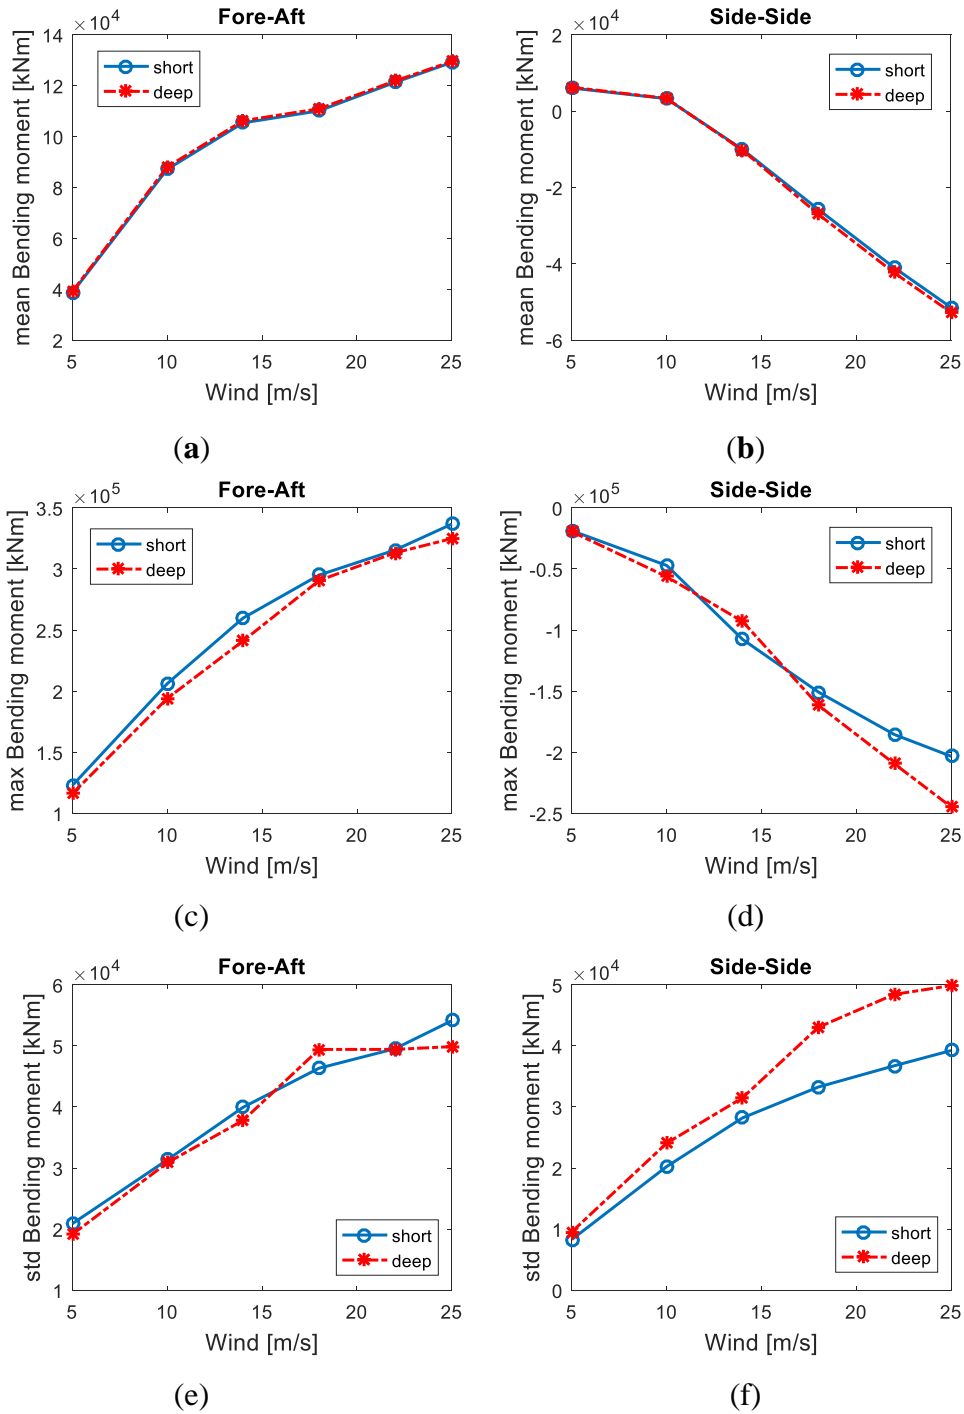 Fore-Aft
×10^4
mean Bending moment [kNm]
14
12
10
8
6
4
2
short
deep
5 10 15 20 25
Wind [m/s]
(a)
Side-Side
×10^4
mean Bending moment [kNm]
2
0
-2
-4
-6
short
deep
5 10 15 20 25
Wind [m/s]
(b)
Fore-Aft
×10^5
max Bending moment [kNm]
3.5
3
2.5
2
1.5
1
short
deep
5 10 15 20 25
Wind [m/s]
(c)
Side-Side
×10^5
max Bending moment [kNm]
0
-0.5
-1
-1.5
-2
-2.5
short
deep
5 10 15 20 25
Wind [m/s]
(d)
Fore-Aft
×10^4
std Bending moment [kNm]
6
5
4
3
2
1
short
deep
5 10 15 20 25
Wind [m/s]
(e)
Side-Side
×10^4
std Bending moment [kNm]
5
4
3
2
1
0
short
deep
5 10 15 20 25
Wind [m/s]
(f)